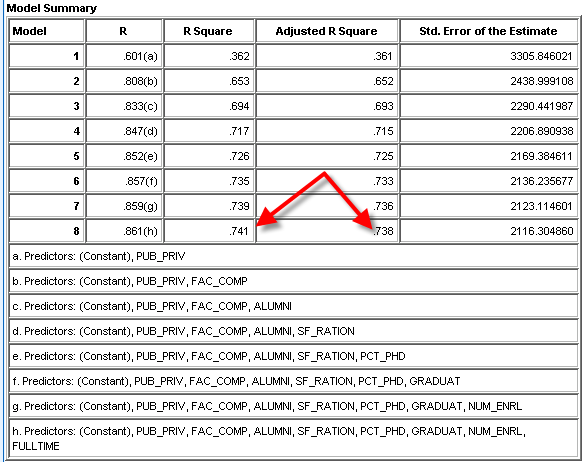 Model Summary
Model R R Square Adjusted R Square Std. Error of the Estimate
1 .601(a) .362 .361 3305.846021
2 .808(b) .653 .652 2438.999108
3 .833(c) .694 .693 2290.441987
4 .847(d) .717 .715 2206.890938
5 .852(e) .726 .725 2169.384611
6 .857(f) .735 .733 2136.235677
7 .859(g) .739 .736 2123.114601
8 .861(h) .741 .738 2116.304860
a. Predictors: (Constant), PUB_PRIV
b. Predictors: (Constant), PUB_PRIV, FAC_COMP
c. Predictors: (Constant), PUB_PRIV, FAC_COMP, ALUMNI
d. Predictors: (Constant), PUB_PRIV, FAC_COMP, ALUMNI, SF_RATION
e. Predictors: (Constant), PUB_PRIV, FAC_COMP, ALUMNI, SF_RATION, PCT_PHD
f. Predictors: (Constant), PUB_PRIV, FAC_COMP, ALUMNI, SF_RATION, PCT_PHD, GRADUAT
g. Predictors: (Constant), PUB_PRIV, FAC_COMP, ALUMNI, SF_RATION, PCT_PHD, GRADUAT, NUM_ENRL
h. Predictors: (Constant), PUB_PRIV, FAC_COMP, ALUMNI, SF_RATION, PCT_PHD, GRADUAT, NUM_ENRL,
FULLTIME